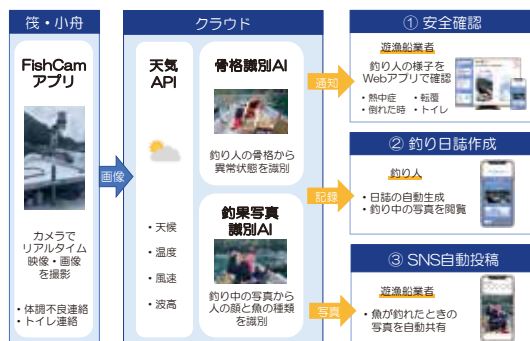 筏・小舟
FishCam
アプリ
カメラで
リアルタイム
映像・画像
を撮影
・体調不良連絡
・トイレ連絡
画像
クラウド
天気
API
・天候
・温度
・風速
・波高
骨格識別AI
釣り人の骨格から
異常状態を識別
釣果写真
識別AI
釣り中の写真から
人の顔と魚の種類
を識別
通知
記録
写真
① 安全確認
遊漁船業者
釣り人の様子を
Webアプリで確認
・熱中症 ・転覆
・倒れた時 ・トイレ
② 釣り日誌作成
釣り人
・日誌の自動生成
・釣り中の写真を閲覧
③ SNS自動投稿
遊漁船業者
・魚が釣れたときの
写真を自動共有